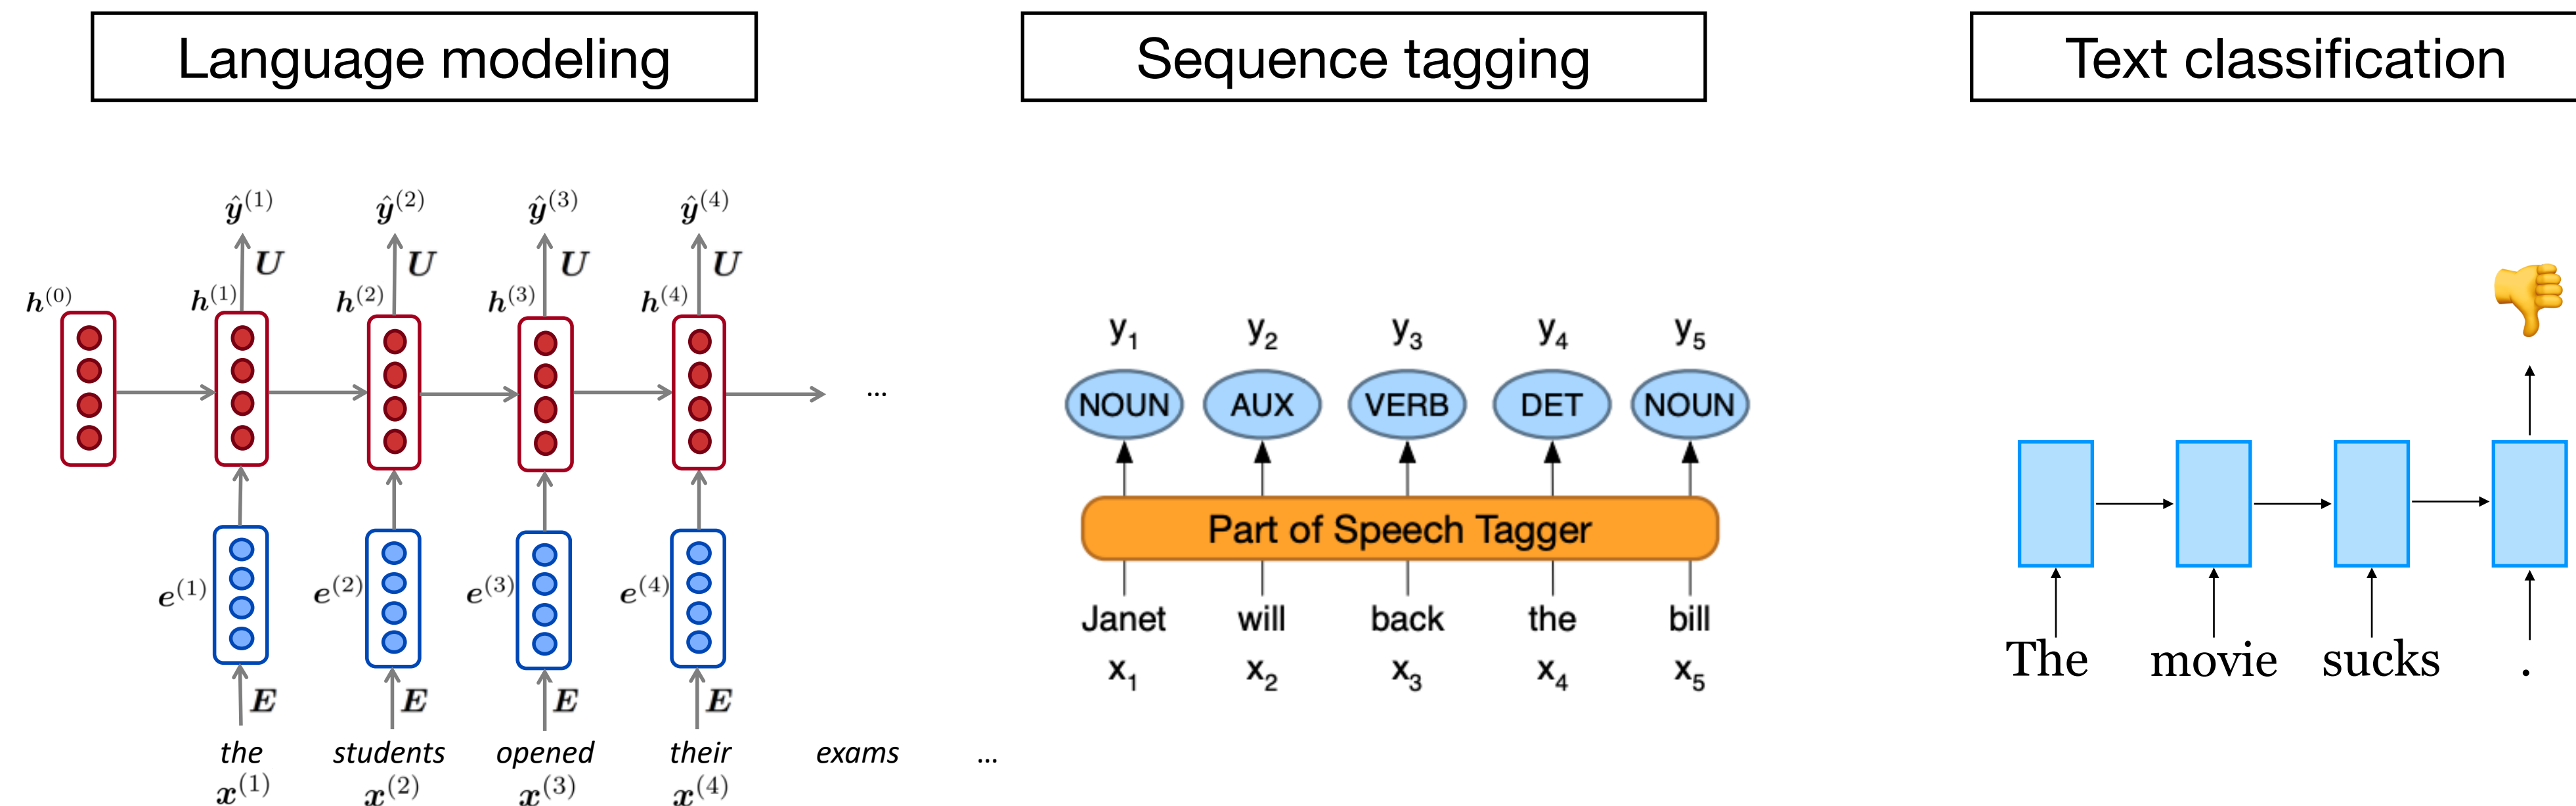 Language modeling
ŷ^(1) ŷ^(2) ŷ^(3) ŷ^(4)
U U U U
h^(0) h^(1) h^(2) h^(3) h^(4)
...
e^(1) e^(2) e^(3) e^(4)
E E E E
the students opened their exams ...
x^(1) x^(2) x^(3) x^(4)
Sequence tagging
y1 y2 y3 y4 y5
NOUN AUX VERB DET NOUN
Part of Speech Tagger
Janet will back the bill
x1 x2 x3 x4 x5
Text classification
The movie sucks .